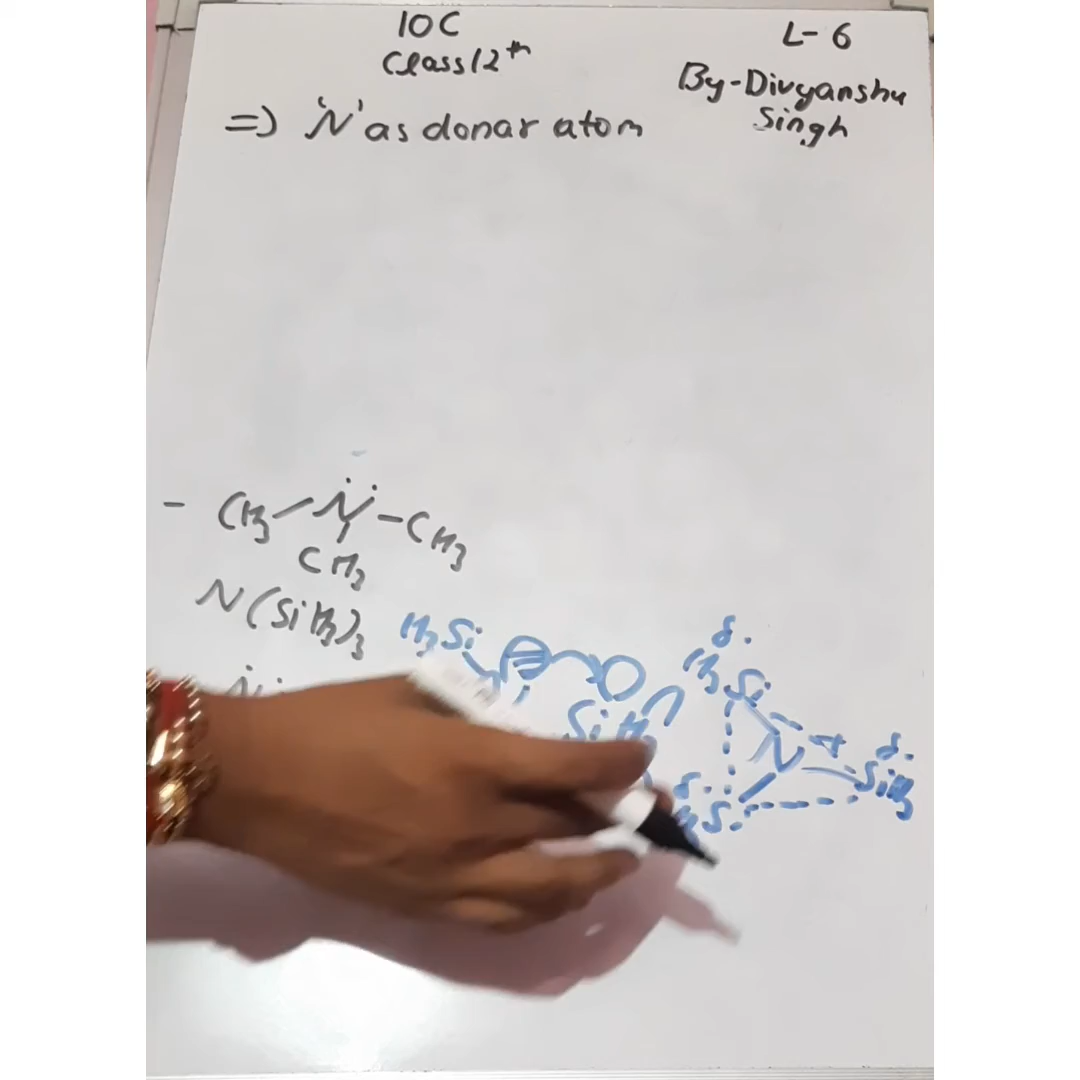 IOC
Class 12th
L-6
By-Divyanshu
Singh
=) 'N' as donar atom
- CH3-N-CH3
CH3
N(SiH3)3
H3Si
SiH3
δ.
H3Si
N
δ.
SiH3
δ.
H3Si